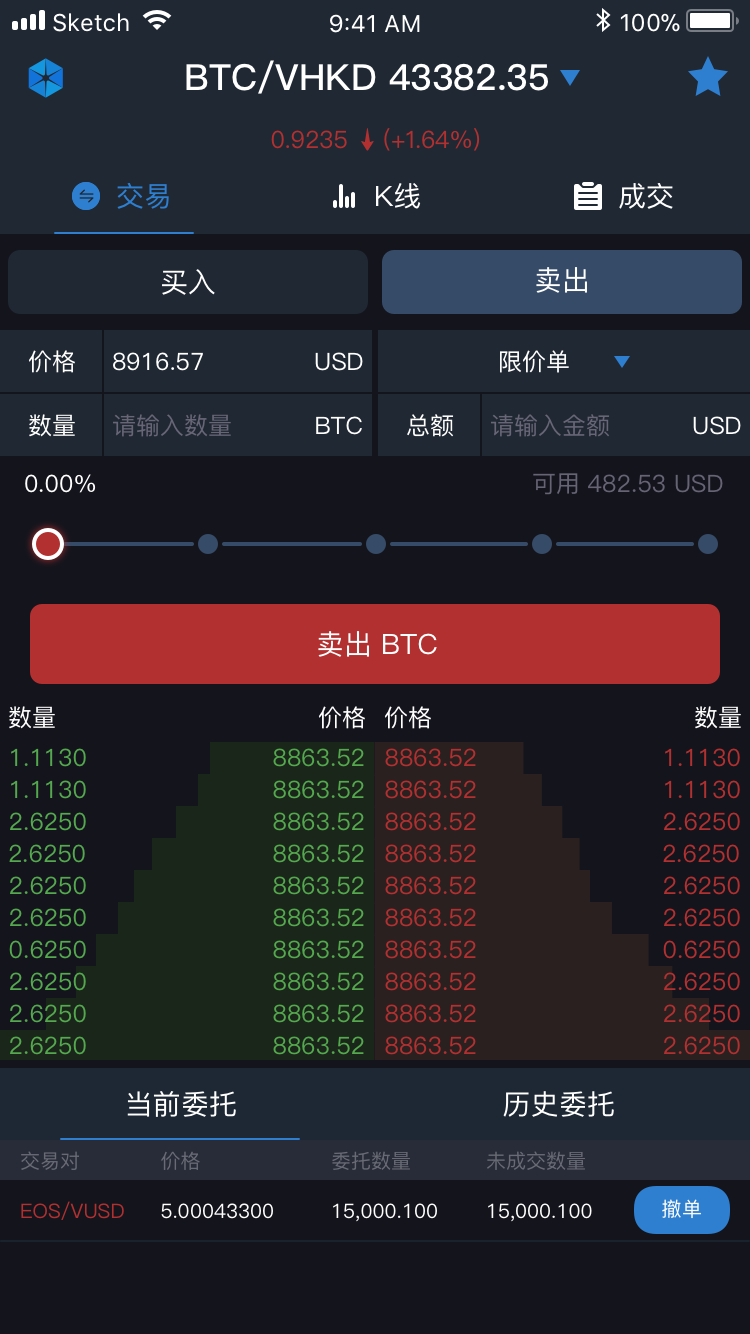 Sketch 9:41 AM 100%
BTC/VHKD 43382.35
0.9235 (+1.64%)
交易 K线 成交
买入 卖出
价格 8916.57 USD 限价单
数量 请输入数量 BTC 总额 请输入金额 USD
0.00% 可用 482.53 USD
卖出 BTC
数量 价格 价格 数量
1.1130 8863.52 8863.52 1.1130
1.1130 8863.52 8863.52 1.1130
2.6250 8863.52 8863.52 2.6250
2.6250 8863.52 8863.52 2.6250
2.6250 8863.52 8863.52 2.6250
2.6250 8863.52 8863.52 2.6250
0.6250 8863.52 8863.52 0.6250
2.6250 8863.52 8863.52 2.6250
2.6250 8863.52 8863.52 2.6250
2.6250 8863.52 8863.52 2.6250
当前委托 历史委托
交易对 价格 委托数量 未成交数量
EOS/VUSD 5.00043300 15,000.100 15,000.100 撤单